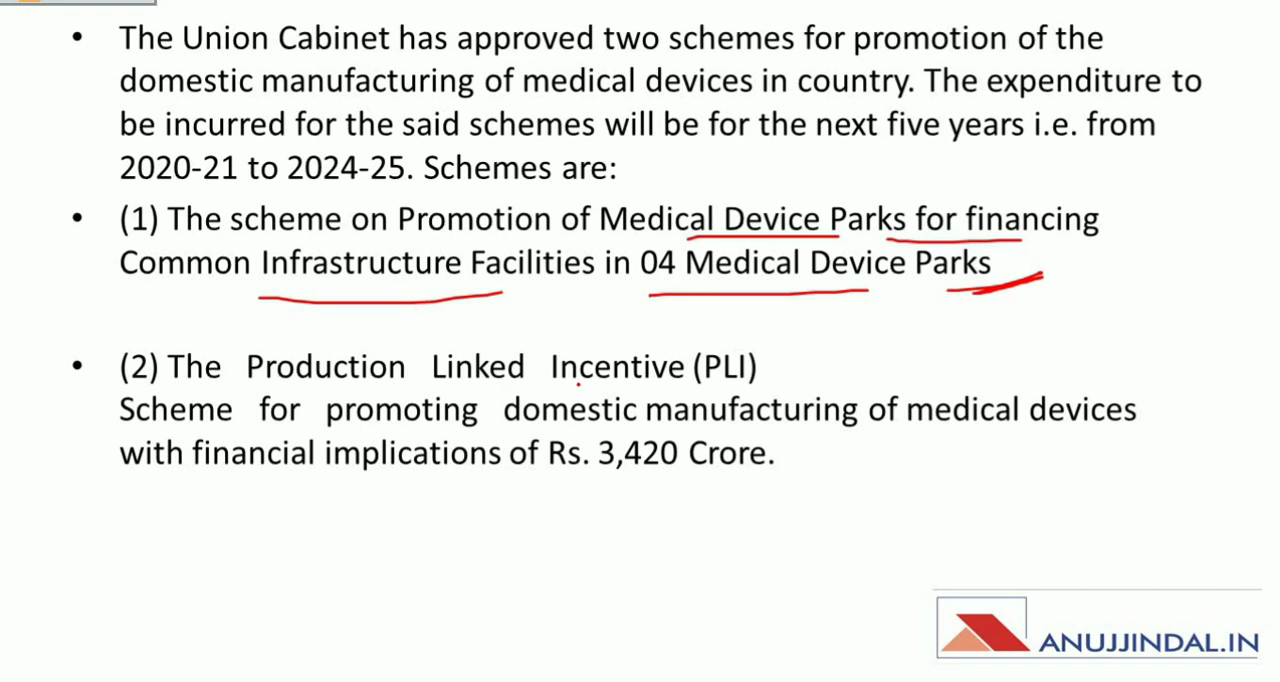 • The Union Cabinet has approved two schemes for promotion of the
domestic manufacturing of medical devices in country. The expenditure to
be incurred for the said schemes will be for the next five years i.e. from
2020-21 to 2024-25. Schemes are:
• (1) The scheme on Promotion of Medical Device Parks for financing
Common Infrastructure Facilities in 04 Medical Device Parks
• (2) The Production Linked Incentive (PLI)
Scheme for promoting domestic manufacturing of medical devices
with financial implications of Rs. 3,420 Crore.
ANUJJINDAL.IN